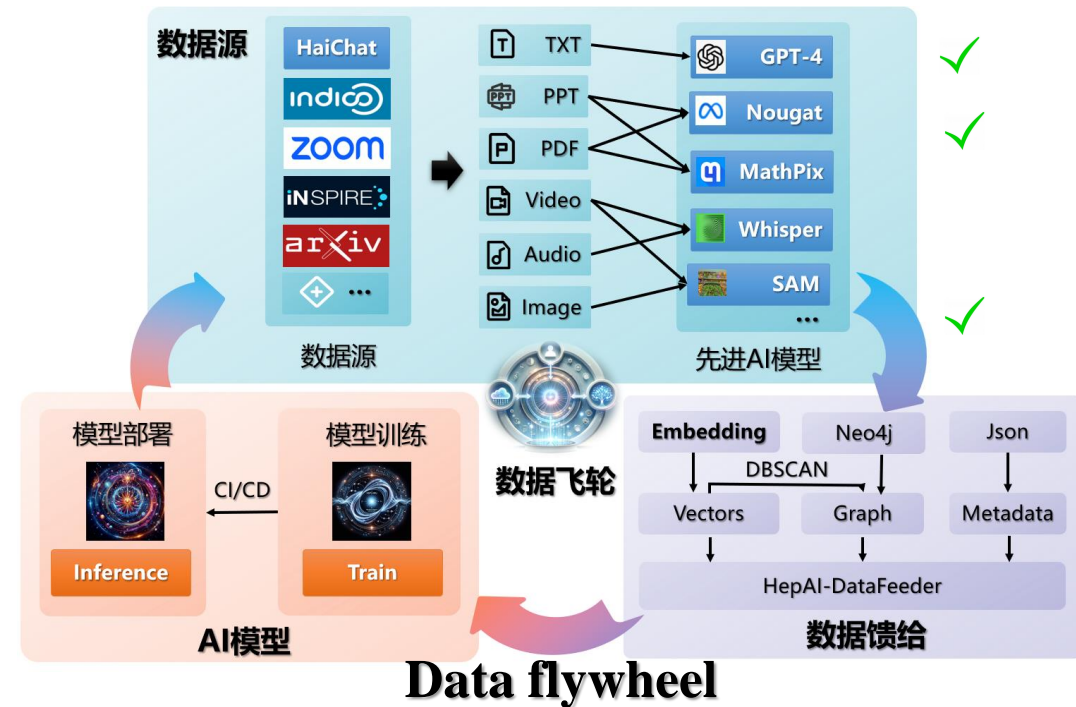 数据源
HaiChat
indico
zoom
iNSPIRE
arXiv
...
数据源
TXT
PPT
PDF
Video
Audio
Image
GPT-4
Nougat
MathPix
Whisper
SAM
...
先进AI模型
模型部署
Inference
CI/CD
模型训练
Train
AI模型
数据飞轮
Embedding
Neo4j
Json
DBSCAN
Vectors
Graph
Metadata
HepAI-DataFeeder
数据馈给
Data flywheel